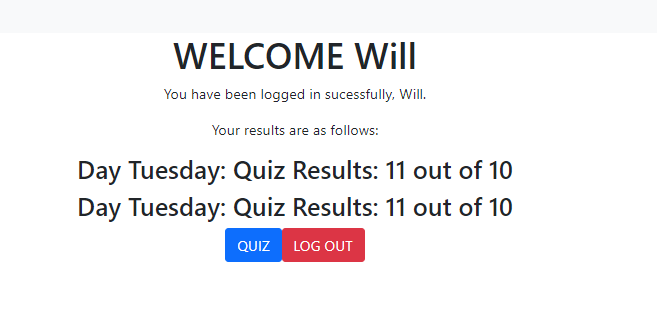 WELCOME Will
You have been logged in sucessfully, Will.
Your results are as follows:
Day Tuesday: Quiz Results: 11 out of 10
Day Tuesday: Quiz Results: 11 out of 10
QUIZ LOG OUT